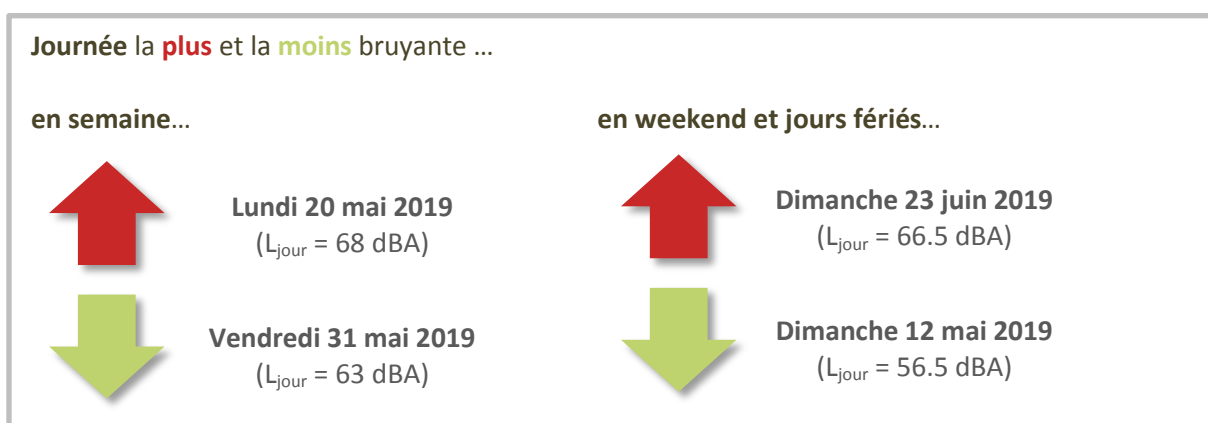 Journée la plus et la moins bruyante …
en semaine…
Lundi 20 mai 2019
(Ljour = 68 dBA)
Vendredi 31 mai 2019
(Ljour = 63 dBA)
en weekend et jours fériés…
Dimanche 23 juin 2019
(Ljour = 66.5 dBA)
Dimanche 12 mai 2019
(Ljour = 56.5 dBA)